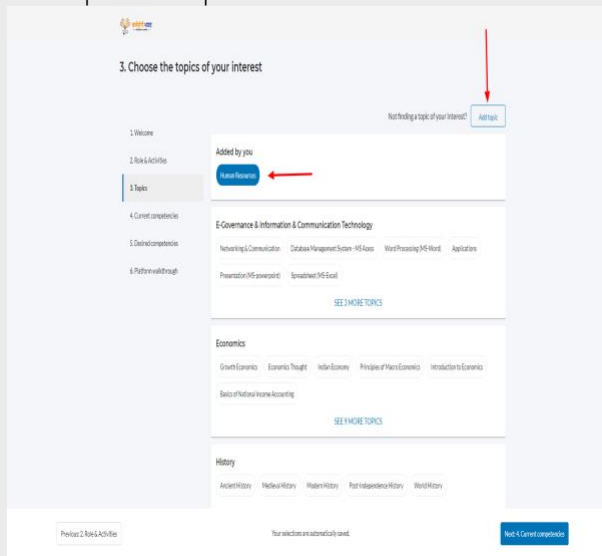 3. Choose the topics of your interest
Not finding a topic of your interest? Add topic
1. Welcome
2. Role & Activities
3. Topics
4. Current competencies
5. Desired competencies
6. Platform walkthrough
Added by you
Human Resources
E-Governance & Information & Communication Technology
Networking & Communication Database Management System - MS Access Word Processing (MS-Word) Applications
Presentation (MS-powerpoint) Spreadsheet (MS-Excel)
SEE 3 MORE TOPICS
Economics
Growth Economics Economics Thought Indian Economy Principles of Macro Economics Introduction to Economics
Basics of National Income Accounting
SEE 9 MORE TOPICS
History
Ancient History Medieval History Modern History Post-Independence History World History
Previous: 2. Role & Activities Your selections are automatically saved. Next: 4. Current competencies